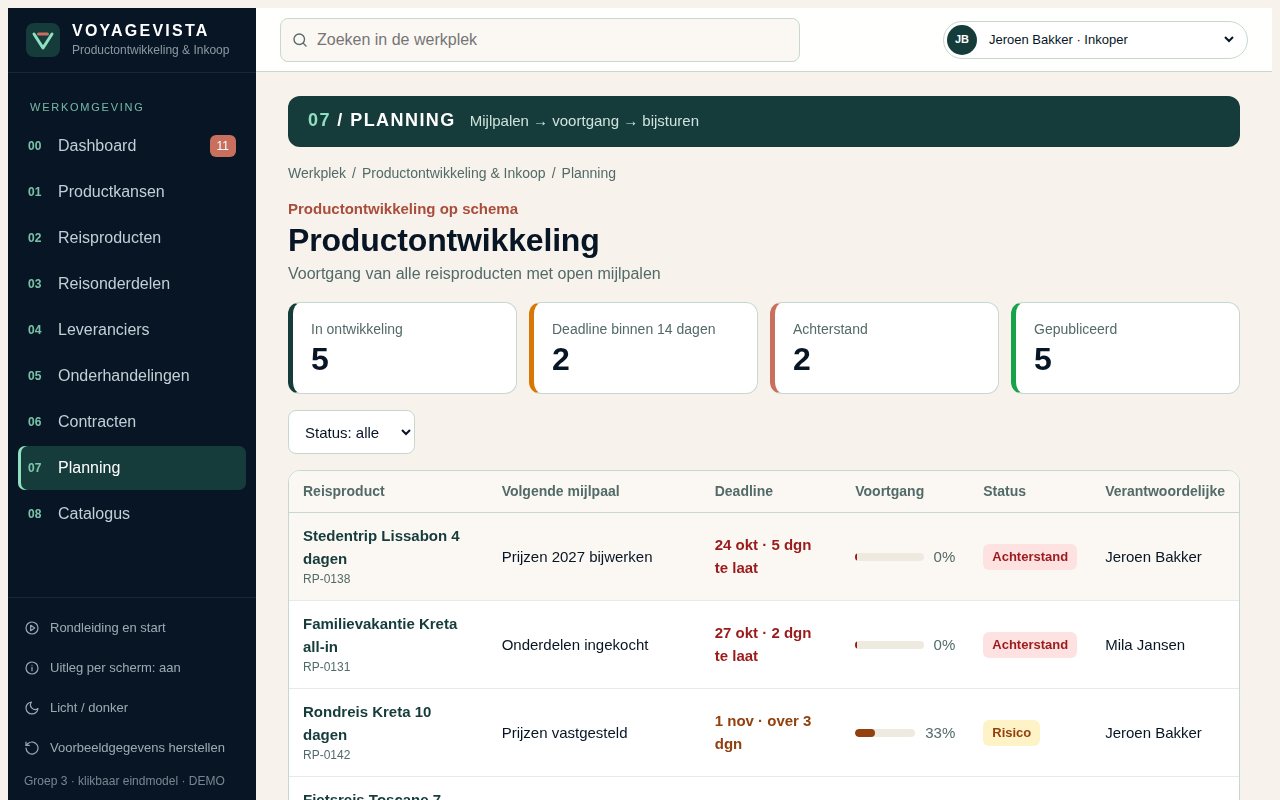 VOYAGEVISTA
Productontwikkeling & Inkoop
Zoeken in de werkplek
JB
Jeroen Bakker · Inkoper
WERKOMGEVING
00 Dashboard 11
01 Productkansen
02 Reisproducten
03 Reisonderdelen
04 Leveranciers
05 Onderhandelingen
06 Contracten
07 Planning
08 Catalogus
Rondleiding en start
Uitleg per scherm: aan
Licht / donker
Voorbeeldgegevens herstellen
Groep 3 · klikbaar eindmodel · DEMO
07 / PLANNING Mijlpalen → voortgang → bijsturen
Werkplek / Productontwikkeling & Inkoop / Planning
Productontwikkeling op schema
Productontwikkeling
Voortgang van alle reisproducten met open mijlpalen
In ontwikkeling
5
Deadline binnen 14 dagen
2
Achterstand
2
Gepubliceerd
5
Status: alle
Reisproduct Volgende mijlpaal Deadline Voortgang Status Verantwoordelijke
Stedentrip Lissabon 4
dagen
RP-0138
Prijzen 2027 bijwerken
24 okt · 5 dgn
te laat
0%
Achterstand
Jeroen Bakker
Familievakantie Kreta
all-in
RP-0131
Onderdelen ingekocht
27 okt · 2 dgn
te laat
0%
Achterstand
Mila Jansen
Rondreis Kreta 10
dagen
RP-0142
Prijzen vastgesteld
1 nov · over 3
dgn
33%
Risico
Jeroen Bakker
Fietsreis Toscane 7